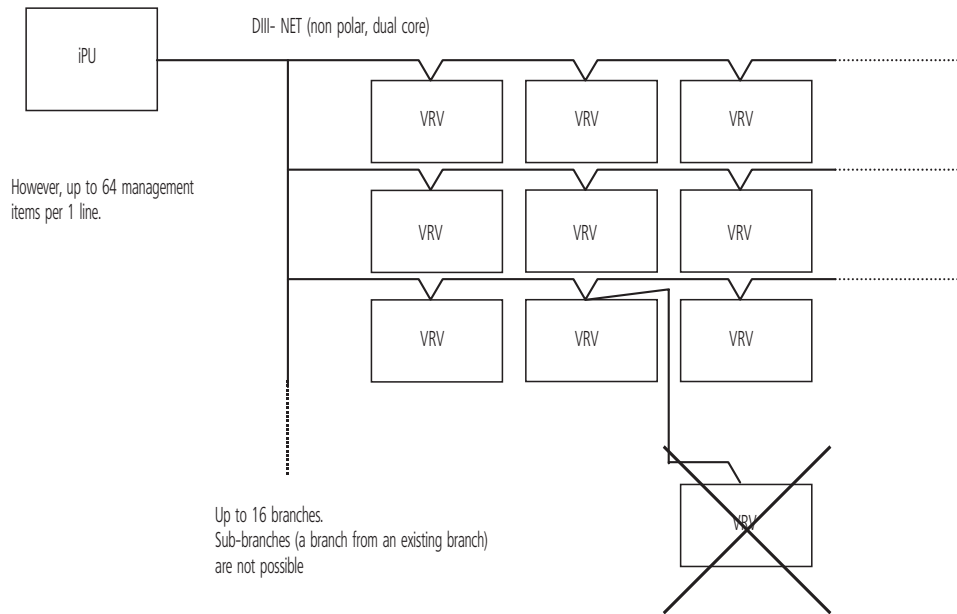 DIII- NET (non polar, dual core)
iPU
VRV VRV VRV
However, up to 64 management
items per 1 line.
VRV VRV VRV
VRV VRV VRV
VRV
Up to 16 branches.
Sub-branches (a branch from an existing branch)
are not possible